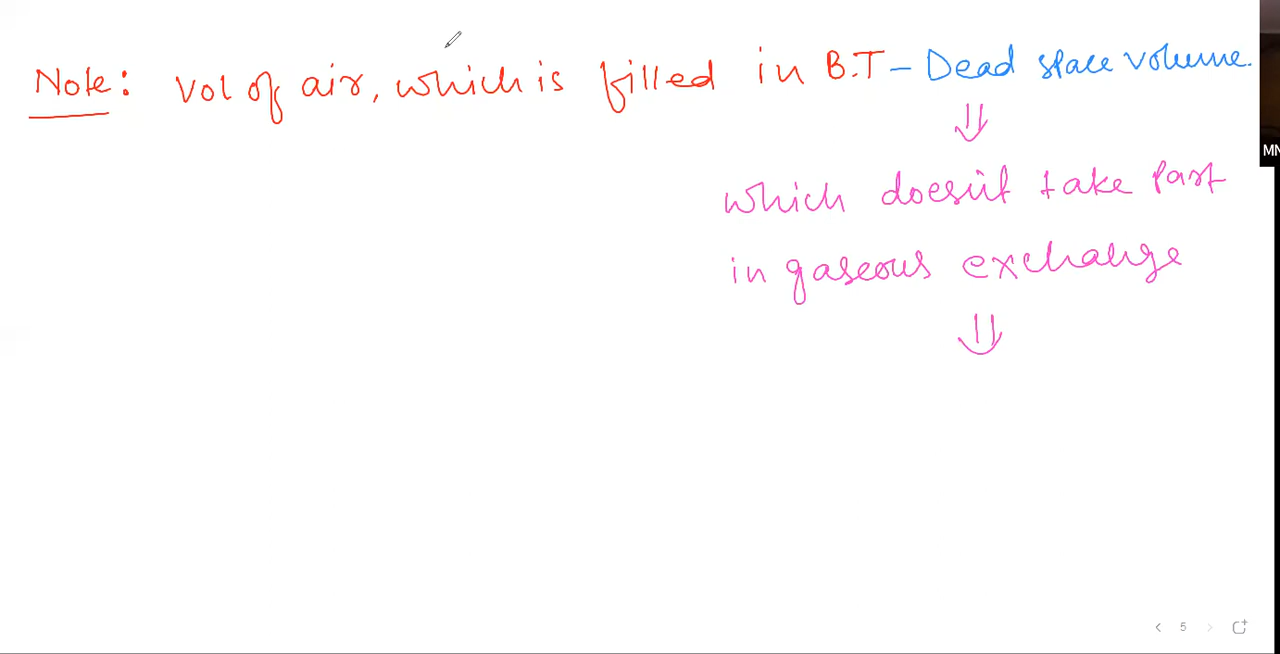 Note: Vol of air, which is filled in B.T - Dead space volume.
⇓
which doesn't take part
in gaseous exchange
⇓
MN
< 5 >